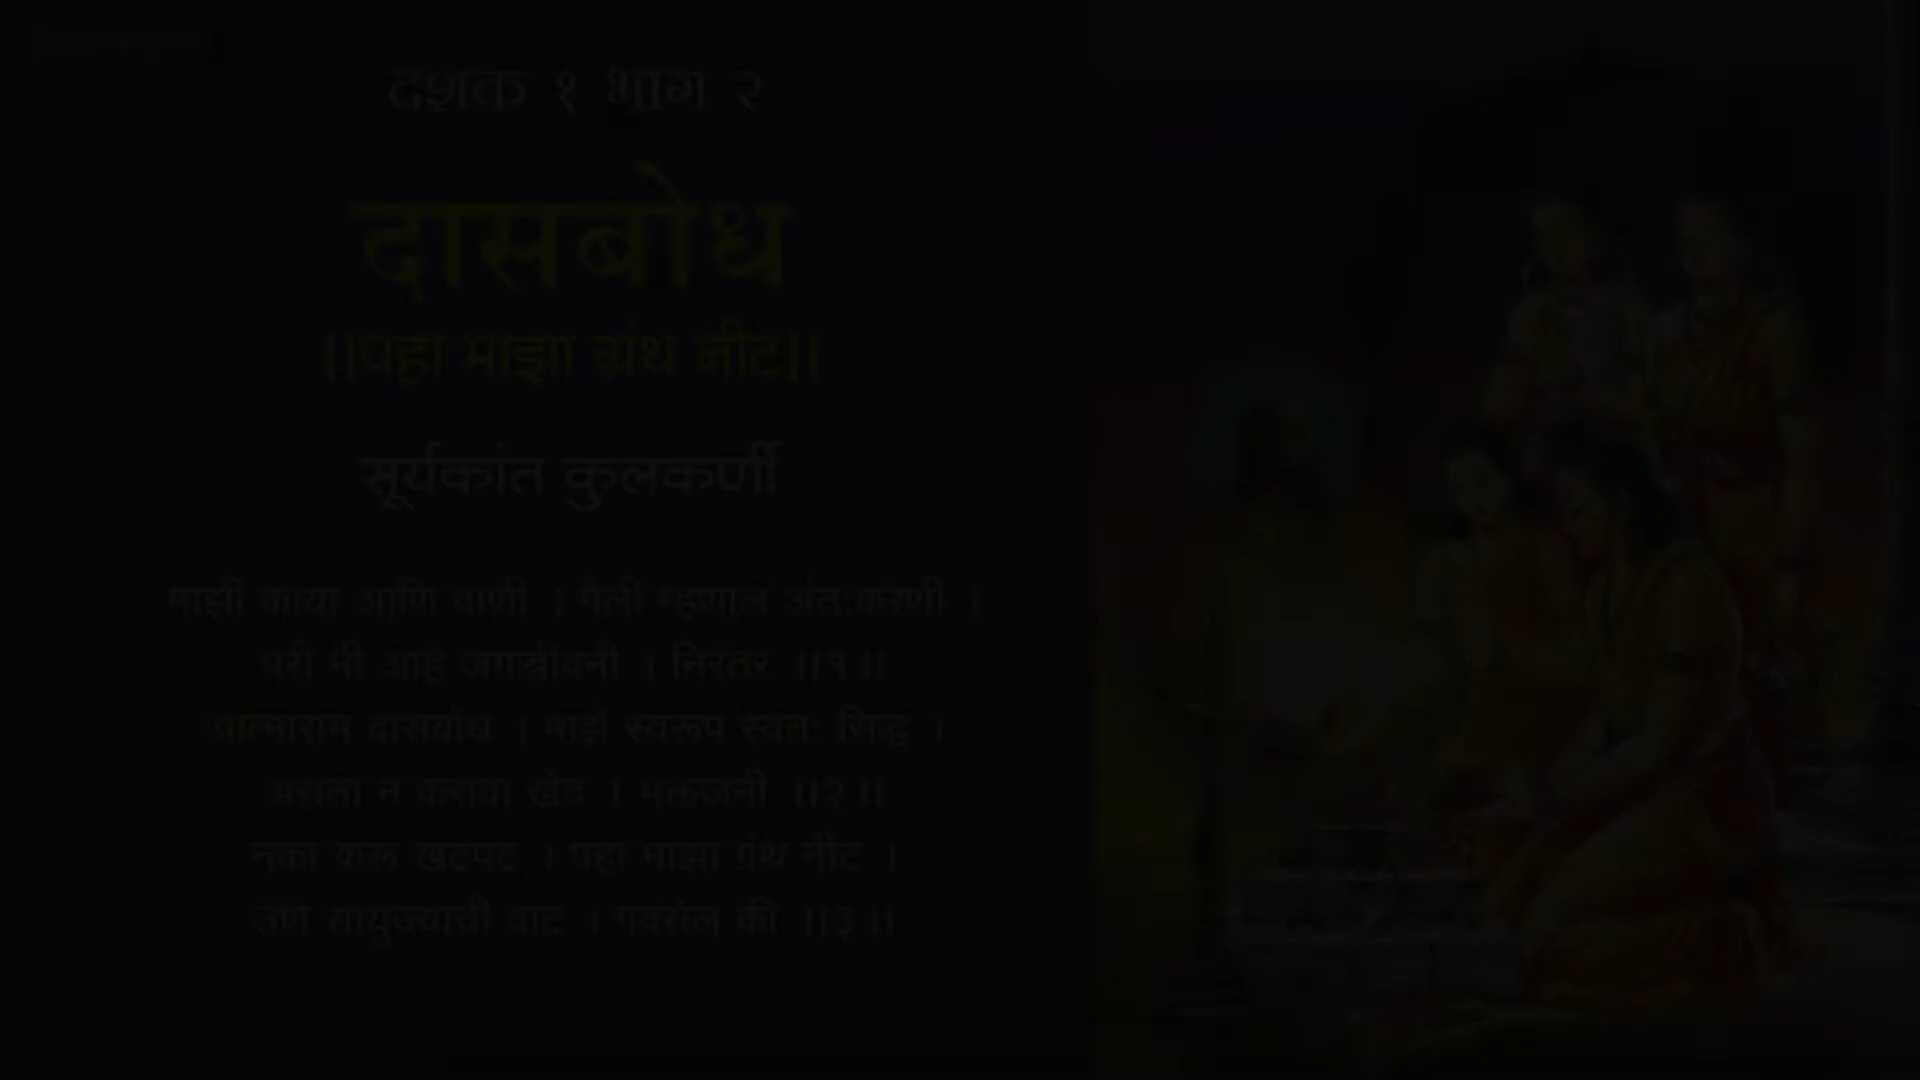 दशक १ भाग २
दासबोध
।।पहा माझा ग्रंथ नीट।।
सूर्यकांत कुलकर्णी
माझी काया आणि वाणी । गेली म्हणाल अंतःकरणी ।
परी मी आहे जगज्जीवनी । निरंतर ।।१।।
आत्माराम दासबोध । माझे स्वरूप स्वतः सिद्ध ।
असता न करावा खेद । भक्तजनी ।।२।।
नका करू खटपट । पहा माझा ग्रंथ नीट ।
तेणे सायुज्याची वाट । गवसेल की ।।३।।